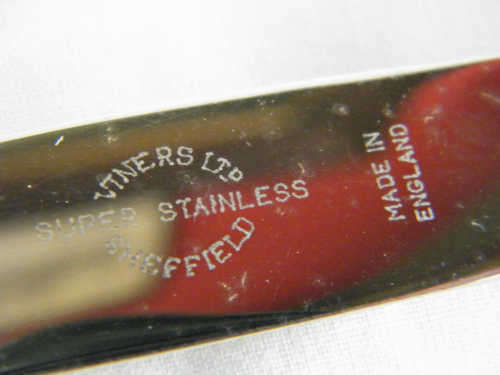 VINERS LTD
SUPER STAINLESS
SHEFFIELD
MADE IN
ENGLAND